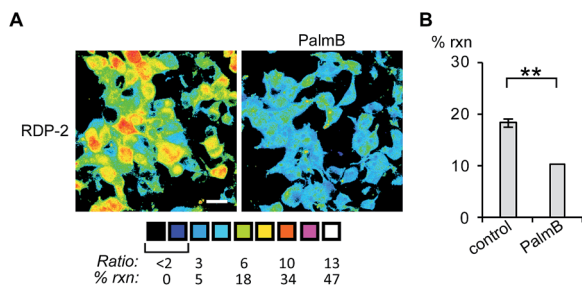 A
PalmB
RDP-2
Ratio: <2 3 6 10 13
% rxn: 0 5 18 34 47
B
% rxn
30
**
20
10
0
control PalmB